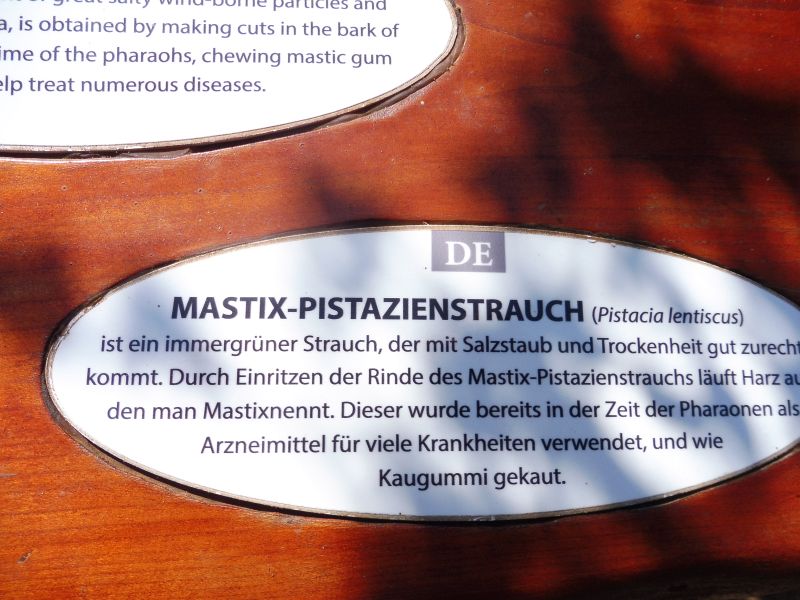 great salty wind-borne particles and
, is obtained by making cuts in the bark of
ime of the pharaohs, chewing mastic gum
elp treat numerous diseases.
DE
MASTIX-PISTAZIENSTRAUCH (Pistacia lentiscus)
ist ein immergrüner Strauch, der mit Salzstaub und Trockenheit gut zurecht
kommt. Durch Einritzen der Rinde des Mastix-Pistazienstrauchs läuft Harz au
den man Mastixnennt. Dieser wurde bereits in der Zeit der Pharaonen als
Arzneimittel für viele Krankheiten verwendet, und wie
Kaugummi gekaut.